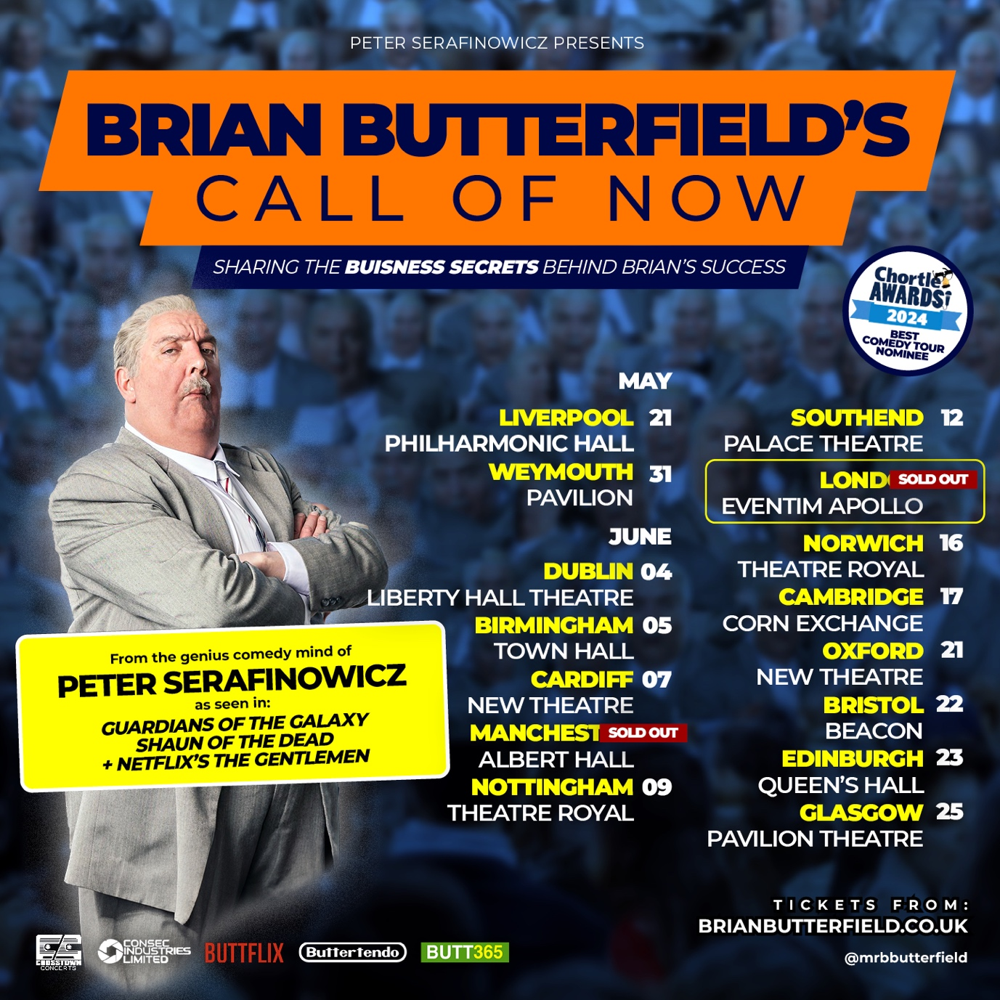 PETER SERAFINOWICZ PRESENTS
BRIAN BUTTERFIELD'S
CALL OF NOW
SHARING THE BUISNESS SECRETS BEHIND BRIAN'S SUCCESS
Chortle
AWARDS
2024
BEST
COMEDY TOUR
NOMINEE
MAY
LIVERPOOL 21
PHILHARMONIC HALL
WEYMOUTH 31
PAVILION
JUNE
DUBLIN 04
LIBERTY HALL THEATRE
BIRMINGHAM 05
TOWN HALL
CARDIFF 07
NEW THEATRE
MANCHEST SOLD OUT
ALBERT HALL
NOTTINGHAM 09
THEATRE ROYAL
SOUTHEND 12
PALACE THEATRE
LOND SOLD OUT
EVENTIM APOLLO
NORWICH 16
THEATRE ROYAL
CAMBRIDGE 17
CORN EXCHANGE
OXFORD 21
NEW THEATRE
BRISTOL 22
BEACON
EDINBURGH 23
QUEEN'S HALL
GLASGOW 25
PAVILION THEATRE
From the genius comedy mind of
PETER SERAFINOWICZ
as seen in:
GUARDIANS OF THE GALAXY
SHAUN OF THE DEAD
+ NETFLIX'S THE GENTLEMEN
TICKETS FROM:
BRIANBUTTERFIELD.CO.UK
@mrbbutterfield
CROSSTOWN
CONCERTS
CONSEC
INDUSTRIES
LIMITED
BUTTFLIX
Buttertendo
BUTT365